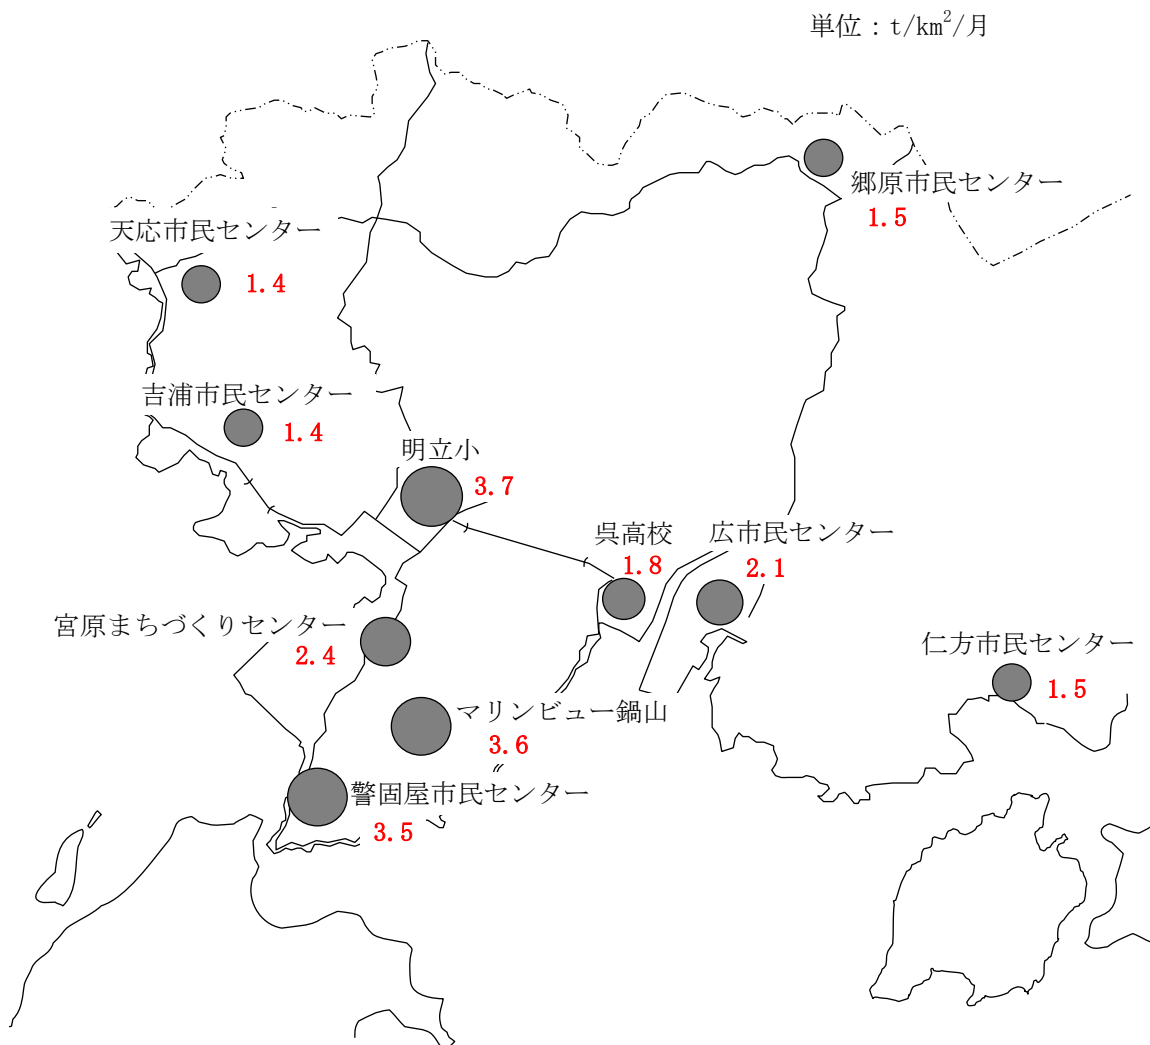 単位：t/km²/月
郷原市民センター
1.5
天応市民センター
1.4
吉浦市民センター
1.4
明立小
3.7
呉高校
1.8
広市民センター
2.1
宮原まちづくりセンター
2.4
仁方市民センター
1.5
マリンビュー鍋山
3.6
警固屋市民センター
3.5